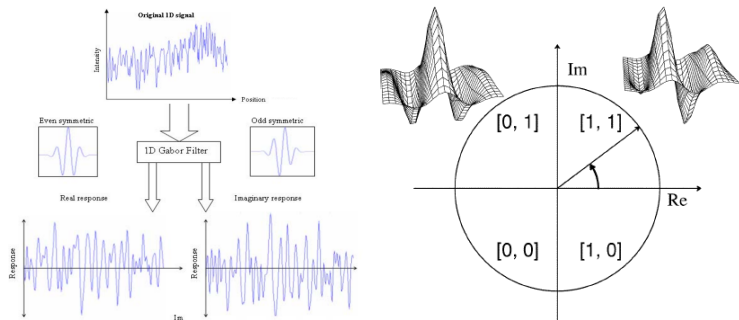 Original 1D signal
Intensity
Position
Even symmetric
Odd symmetric
1D Gabor Filter
Real response
Imaginary response
Response
Response
Im
Im
[0, 1]
[1, 1]
Re
[0, 0]
[1, 0]